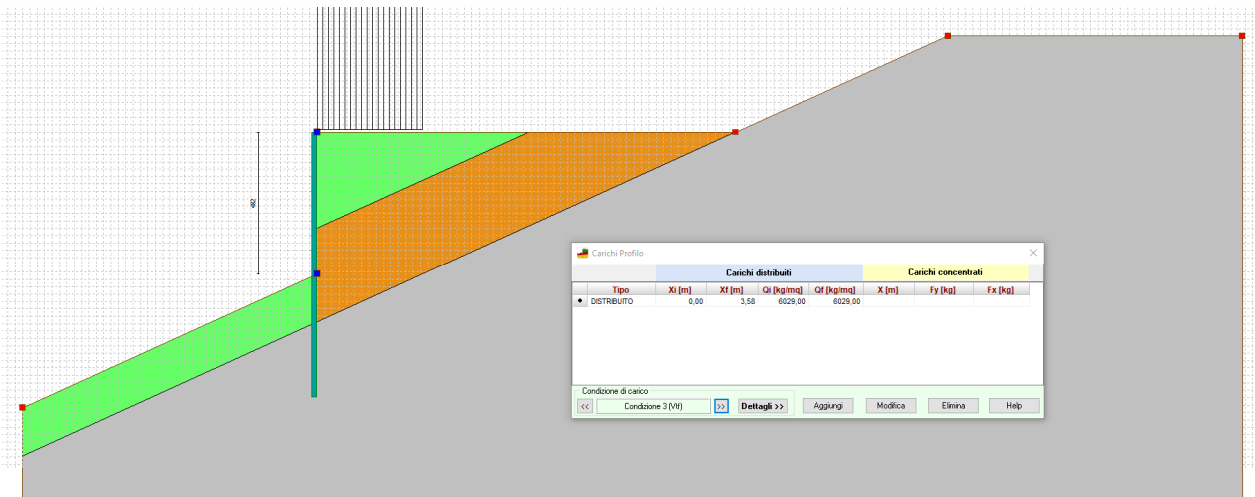 Carichi Profilo
Carichi distribuiti Carichi concentrati
Tipo Xi [m] Xf [m] Qi [kg/mq] Qf [kg/mq] X [m] Fy [kg] Fx [kg]
DISTRIBUITO 0,00 3,58 6029,00 6029,00
Condizione di carico
<< Condizione 3 (Vtf) >> Dettagli >> Aggiungi Modifica Elimina Help